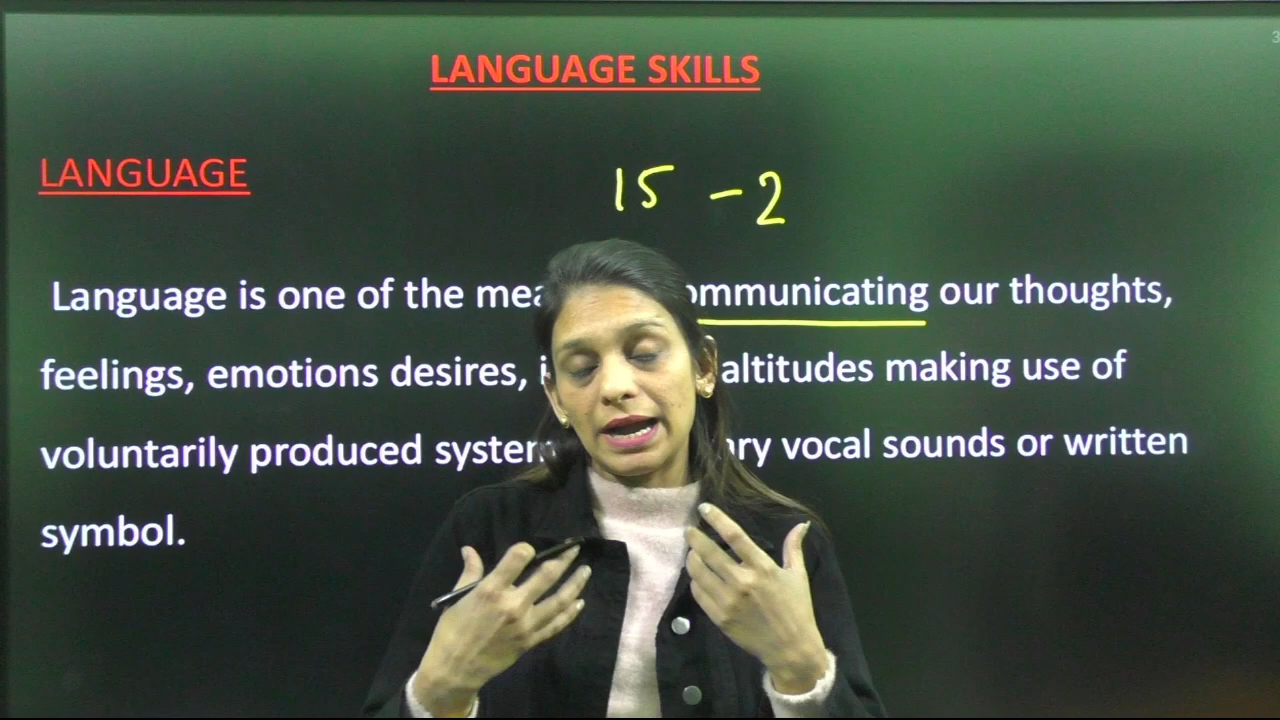 LANGUAGE SKILLS
LANGUAGE
15 - 2
Language is one of the ommunicating our thoughts,
feelings, emotions desires, altitudes making use of
voluntarily produced vocal sounds or written
symbol.